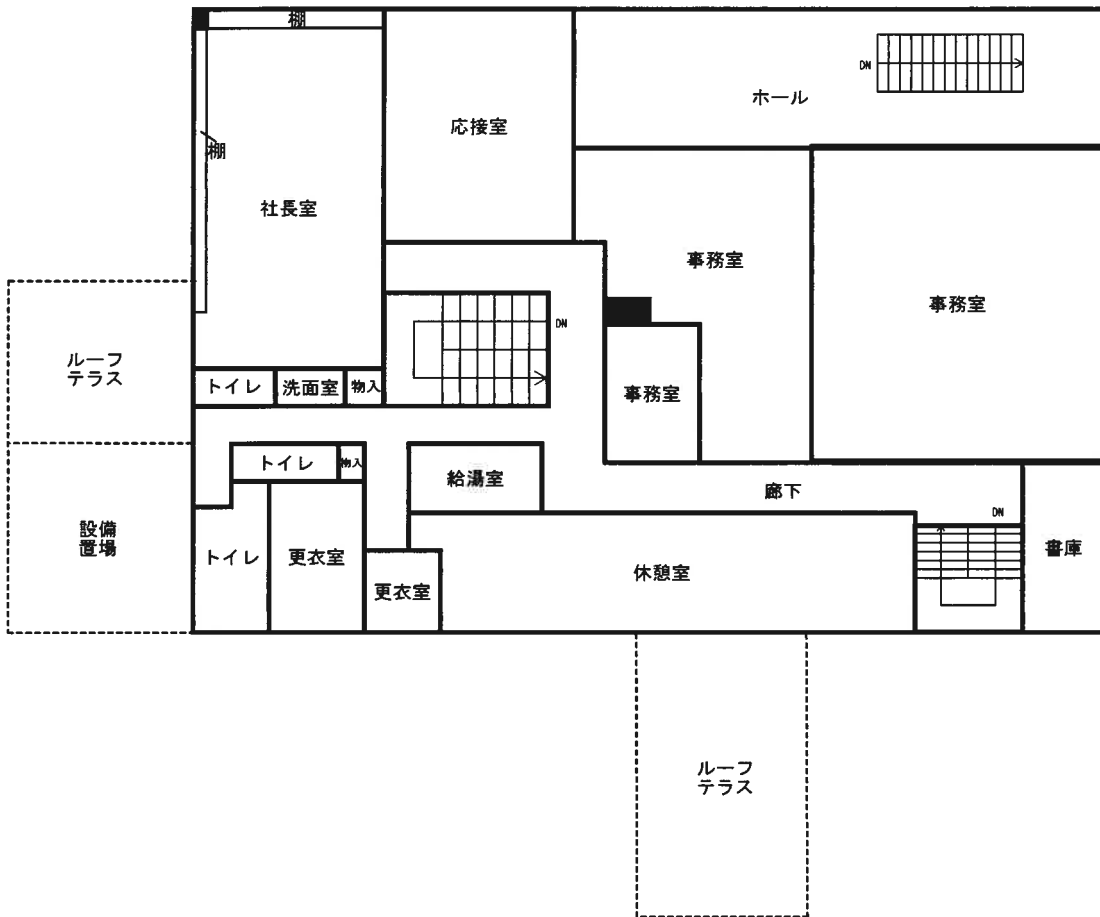 棚
DN
ホール
応接室
棚
社長室
事務室
事務室
DN
ルーフ
テラス
トイレ
洗面室
物入
事務室
トイレ
物入
給湯室
廊下
DN
設備
置場
トイレ
更衣室
書庫
休憩室
更衣室
ルーフ
テラス